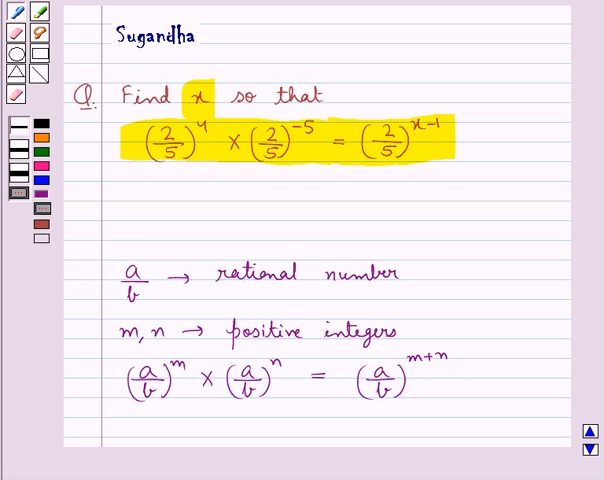 Sugandha
Q. Find x so that
(2/5)^4 × (2/5)^-5 = (2/5)^x-1
a/b → rational number
m, n → positive integers
(a/b)^m × (a/b)^n = (a/b)^m+n